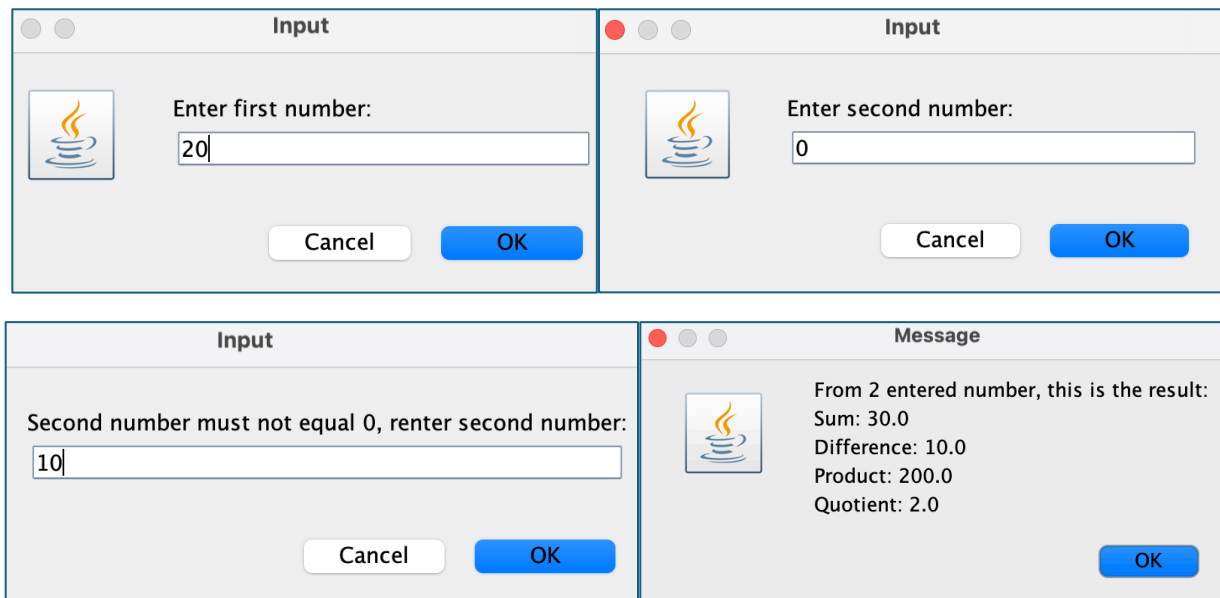 Input
Enter first number:
20
Cancel
OK
Input
Enter second number:
0
Cancel
OK
Input
Second number must not equal 0, renter second number:
10
Cancel
OK
Message
From 2 entered number, this is the result:
Sum: 30.0
Difference: 10.0
Product: 200.0
Quotient: 2.0
OK